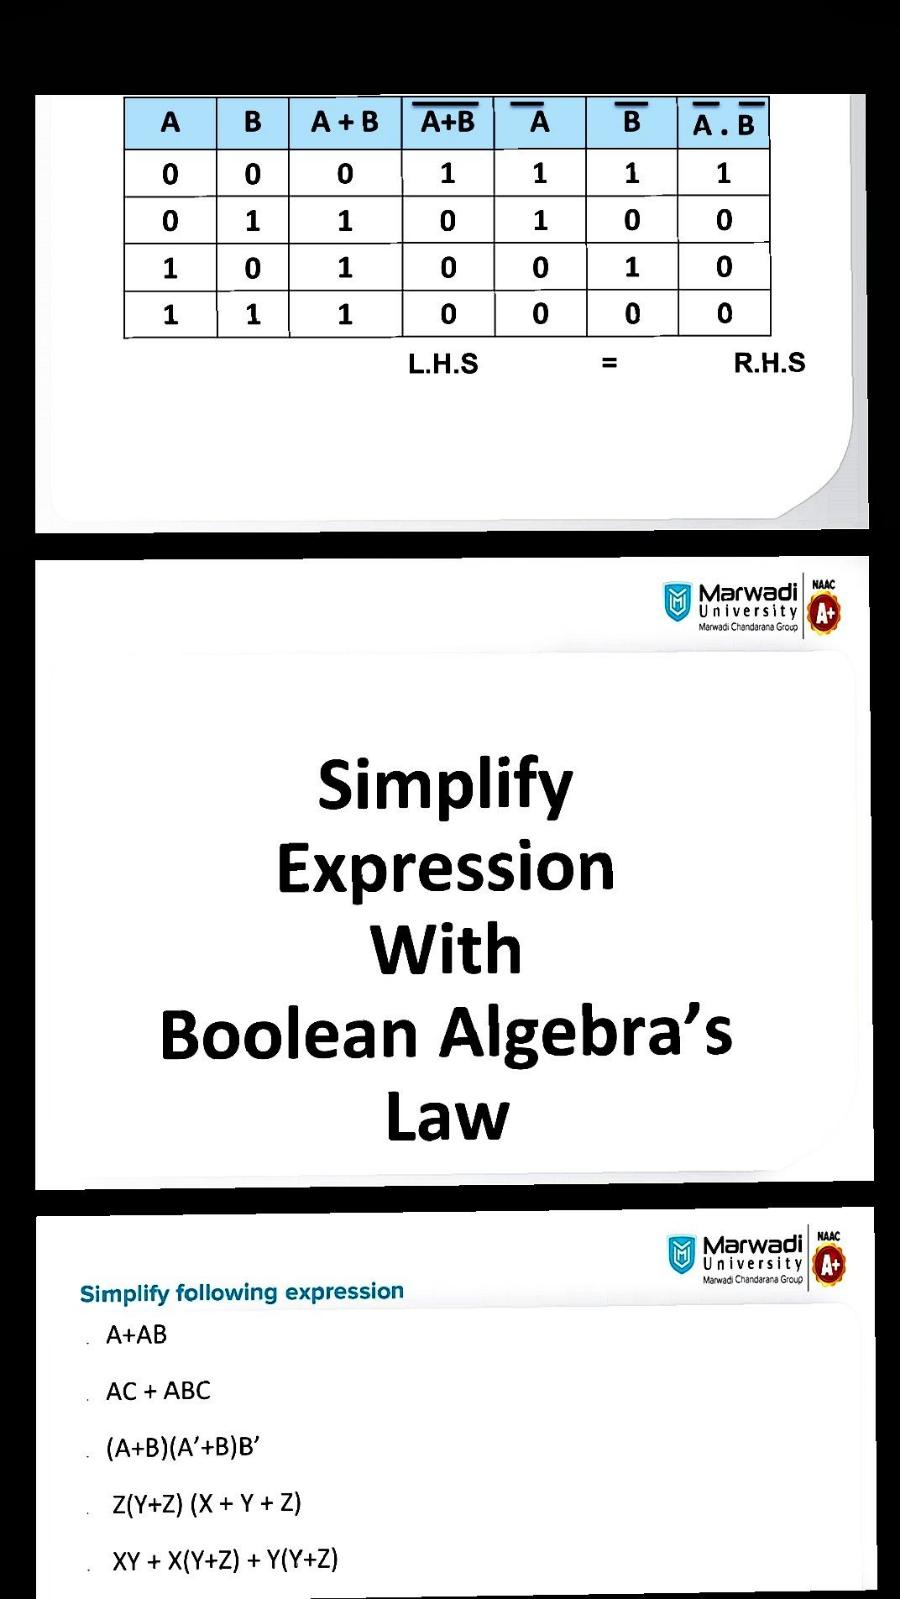 A B A + B A̅+̅B̅ A̅ B̅ A̅ . B̅
0 0 0 1 1 1 1
0 1 1 0 1 0 0
1 0 1 0 0 1 0
1 1 1 0 0 0 0
L.H.S = R.H.S
Marwadi
University
Marwadi Chandarana Group
NAAC
A+
Simplify
Expression
With
Boolean Algebra’s
Law
Marwadi
University
Marwadi Chandarana Group
NAAC
A+
Simplify following expression
. A+AB
. AC + ABC
. (A+B)(A’+B)B’
. Z(Y+Z) (X + Y + Z)
. XY + X(Y+Z) + Y(Y+Z)